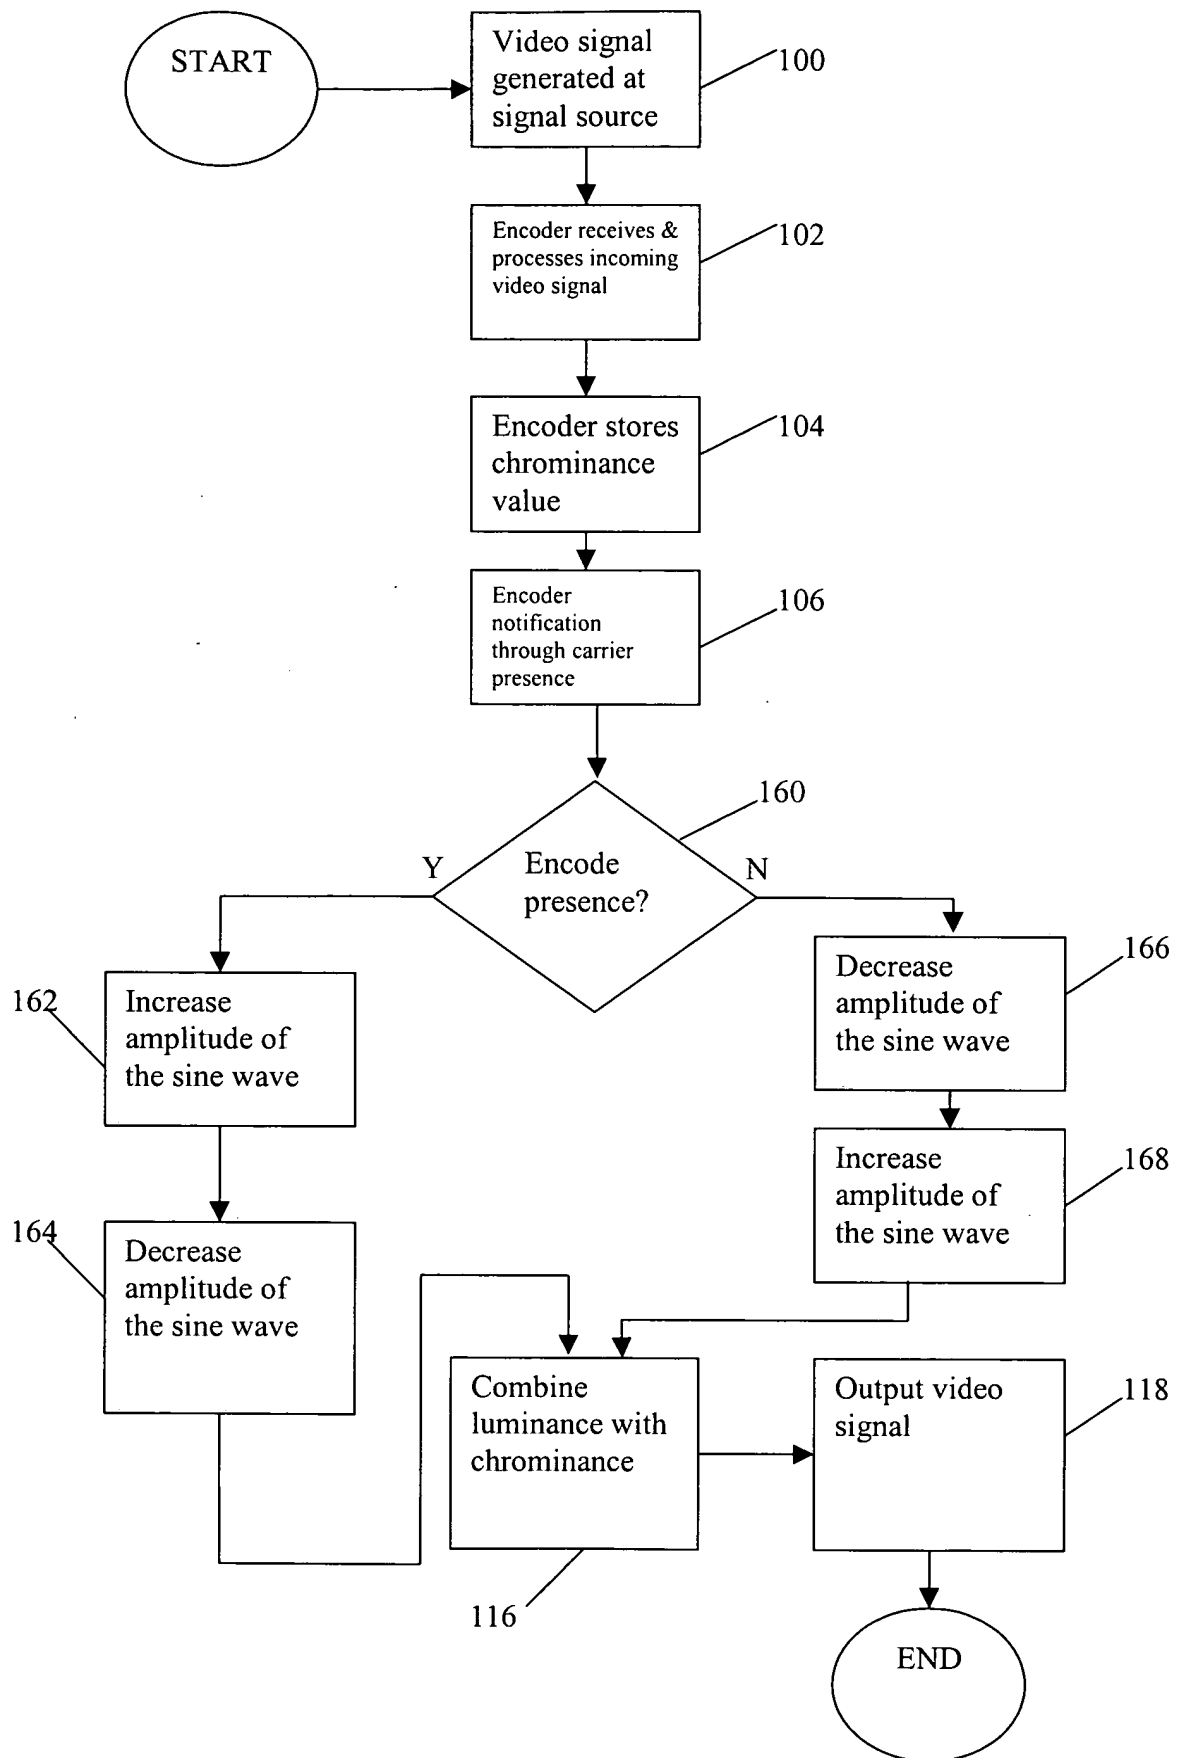 START
Video signal
generated at
signal source
100
Encoder receives &
processes incoming
video signal
102
Encoder stores
chrominance
value
104
Encoder
notification
through carrier
presence
106
160
Y
Encode
presence?
N
162
Increase
amplitude of
the sine wave
Decrease
amplitude of
the sine wave
166
Increase
amplitude of
the sine wave
168
164
Decrease
amplitude of
the sine wave
Combine
luminance with
chrominance
116
Output video
signal
118
END